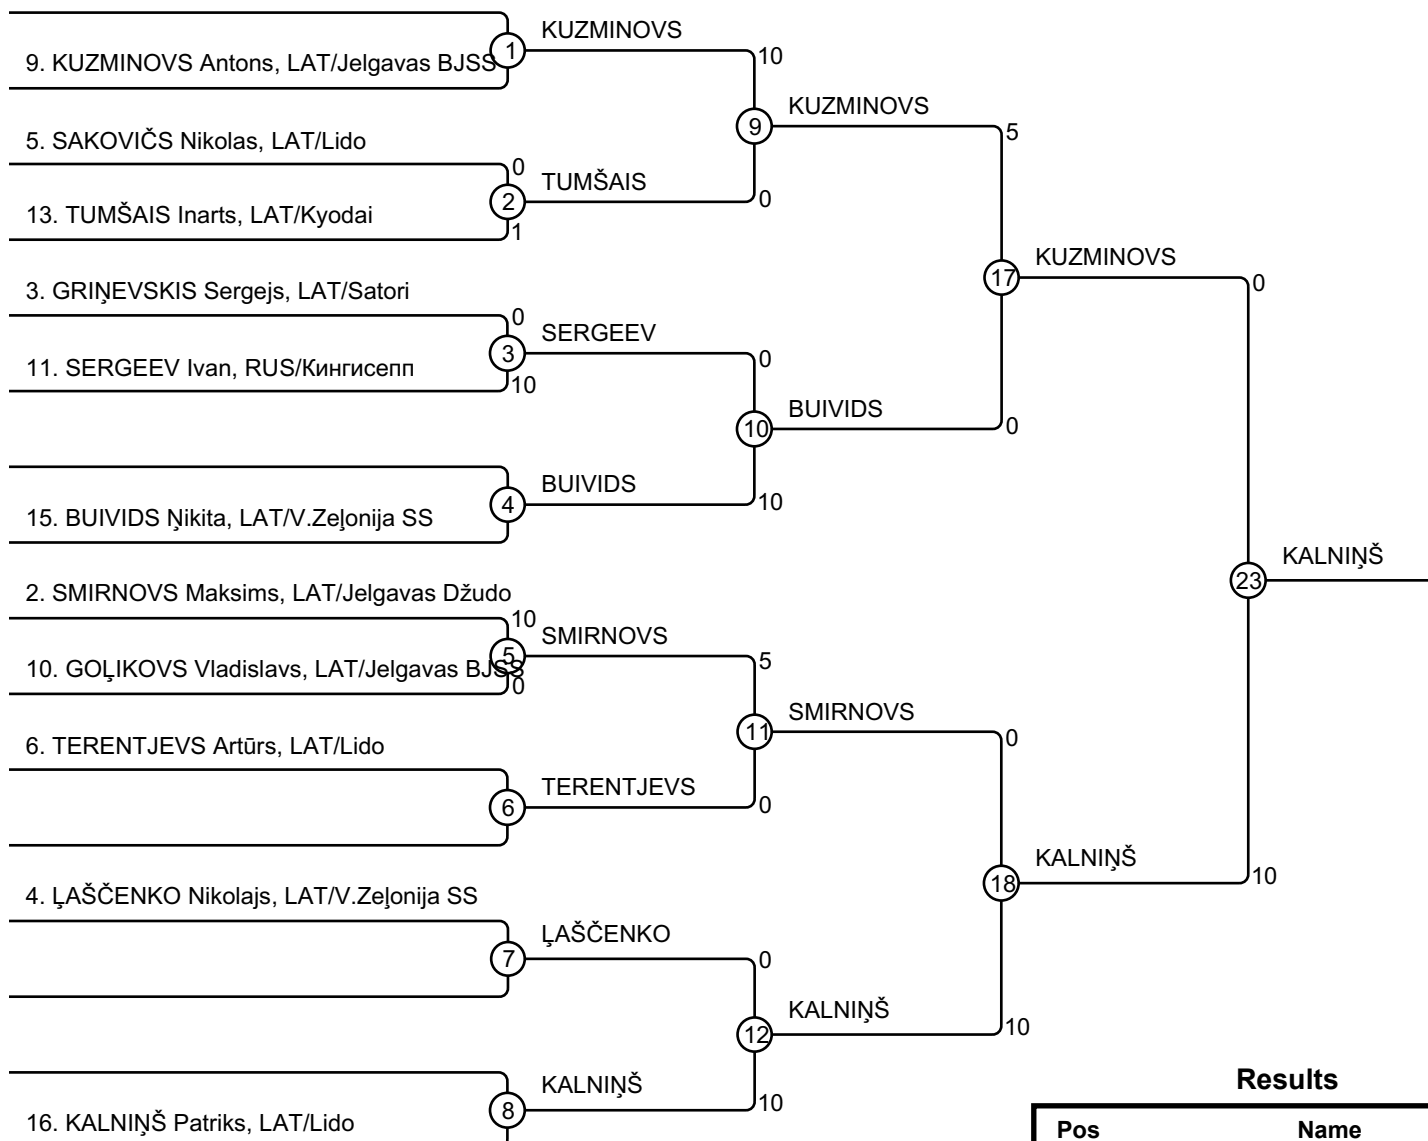 KUZMINOVS
1
10
9. KUZMINOVS Antons, LAT/Jelgavas BJSS
KUZMINOVS
9
5
5. SAKOVIČS Nikolas, LAT/Lido
0
TUMŠAIS
2
0
13. TUMŠAIS Inarts, LAT/Kyodai
1
KUZMINOVS
17
0
3. GRIŅEVSKIS Sergejs, LAT/Satori
0
SERGEEV
3
0
11. SERGEEV Ivan, RUS/Кингисепп
10
BUIVIDS
10
0
BUIVIDS
4
10
15. BUIVIDS Ņikita, LAT/V.Zeļonija SS
KALNIŅŠ
23
2. SMIRNOVS Maksims, LAT/Jelgavas Džudo
10
SMIRNOVS
5
5
10. GOĻIKOVS Vladislavs, LAT/Jelgavas BJSS
0
SMIRNOVS
11
0
6. TERENTJEVS Artūrs, LAT/Lido
TERENTJEVS
6
0
KALNIŅŠ
18
10
4. ĻAŠČENKO Nikolajs, LAT/V.Zeļonija SS
ĻAŠČENKO
7
0
KALNIŅŠ
12
10
KALNIŅŠ
8
10
16. KALNIŅŠ Patriks, LAT/Lido
Results
Pos Name